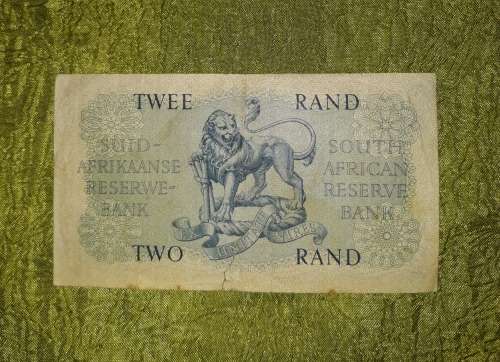 TWEE RAND
SUID-
AFRIKAANSE
RESERWE-
BANK
SOUTH
AFRICAN
RESERVE
BANK
TWO RAND